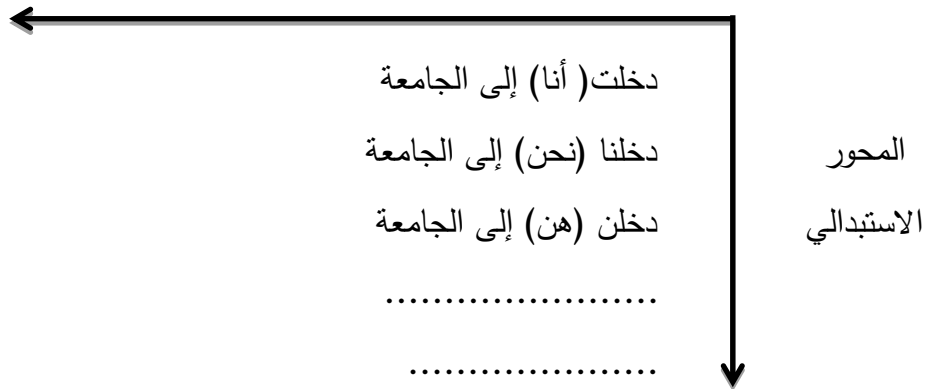 دخلت( أنا) إلى الجامعة
المحور
دخلنا (نحن) إلى الجامعة
الاستبدالي
دخلن (هن) إلى الجامعة
.......................
.....................